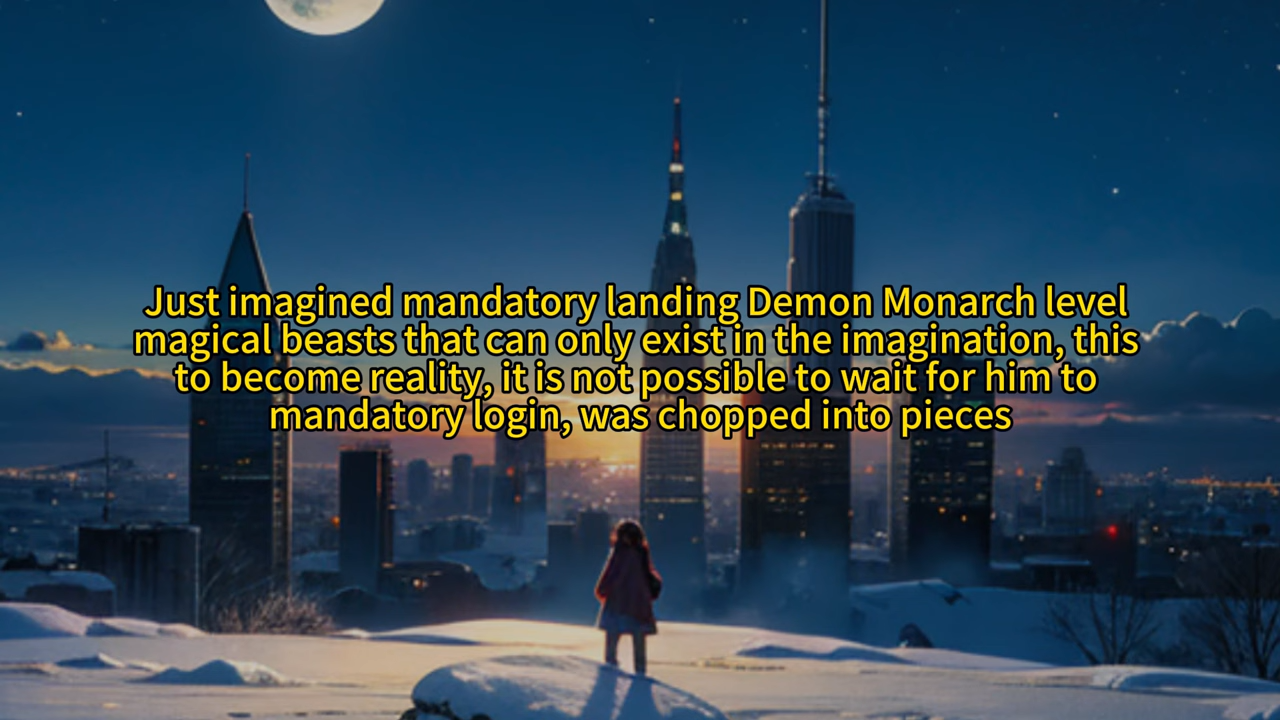 Just imagined mandatory landing Demon Monarch level
magical beasts that can only exist in the imagination, this
to become reality, it is not possible to wait for him to
mandatory login, was chopped into pieces